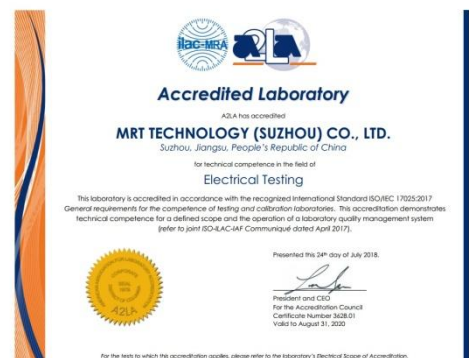 ilac-MRA
A2LA
Accredited Laboratory
A2LA has accredited
MRT TECHNOLOGY (SUZHOU) CO., LTD.
Suzhou, Jiangsu, People's Republic of China
for technical competence in the field of
Electrical Testing
This laboratory is accredited in accordance with the recognized International Standard ISO/IEC 17025:2017
General requirements for the competence of testing and calibration laboratories. This accreditation demonstrates
technical competence for a defined scope and the operation of a laboratory quality management system
(refer to joint ISO-ILAC-IAF Communiqué dated April 2017).
Presented this 24th day of July 2018.
President and CEO
For the Accreditation Council
Certificate Number 3628.01
Valid to August 31, 2020
CORPORATE
SEAL
1978
A2LA
For the tests to which this accreditation applies, please refer to the laboratory's Electrical Scope of Accreditation.